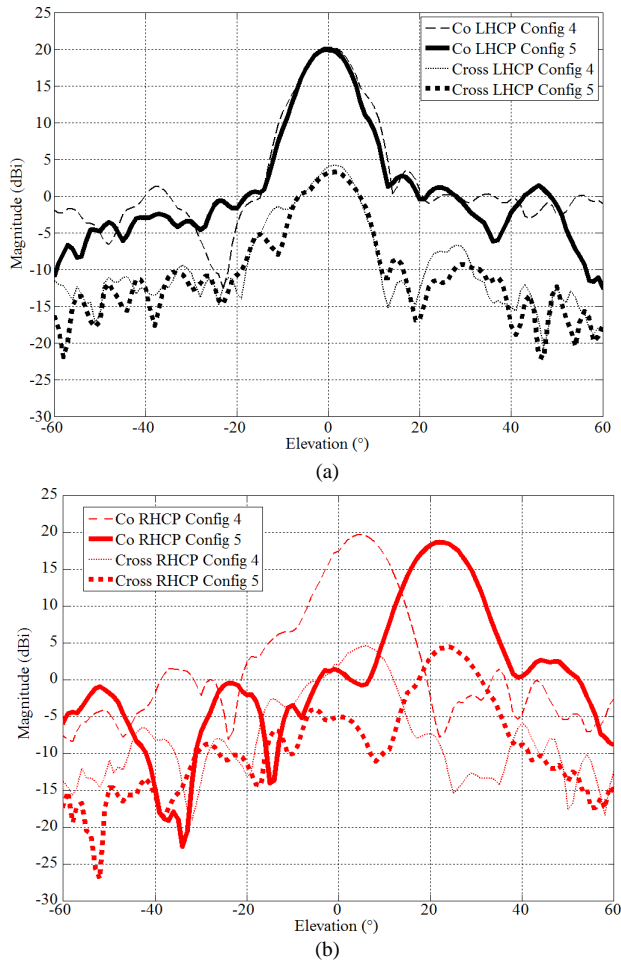 25
20
15
10
5
0
-5
-10
-15
-20
-25
-30
Magnitude (dBi)
Co LHCP Config 4
Co LHCP Config 5
Cross LHCP Config 4
Cross LHCP Config 5
-60
-40
-20
0
20
40
60
Elevation (°)
(a)
25
20
15
10
5
0
-5
-10
-15
-20
-25
-30
Magnitude (dBi)
Co RHCP Config 4
Co RHCP Config 5
Cross RHCP Config 4
Cross RHCP Config 5
-60
-40
-20
0
20
40
60
Elevation (°)
(b)